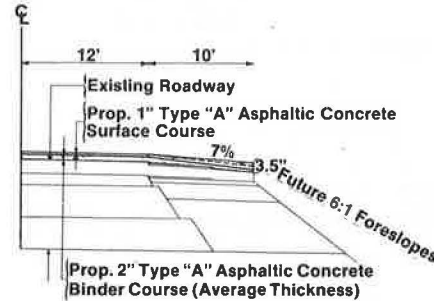 ℄
12' 10'
Existing Roadway
Prop. 1" Type "A" Asphaltic Concrete
Surface Course
7%
3.5"
Future 6:1 Foreslopes
Prop. 2" Type "A" Asphaltic Concrete
Binder Course (Average Thickness)